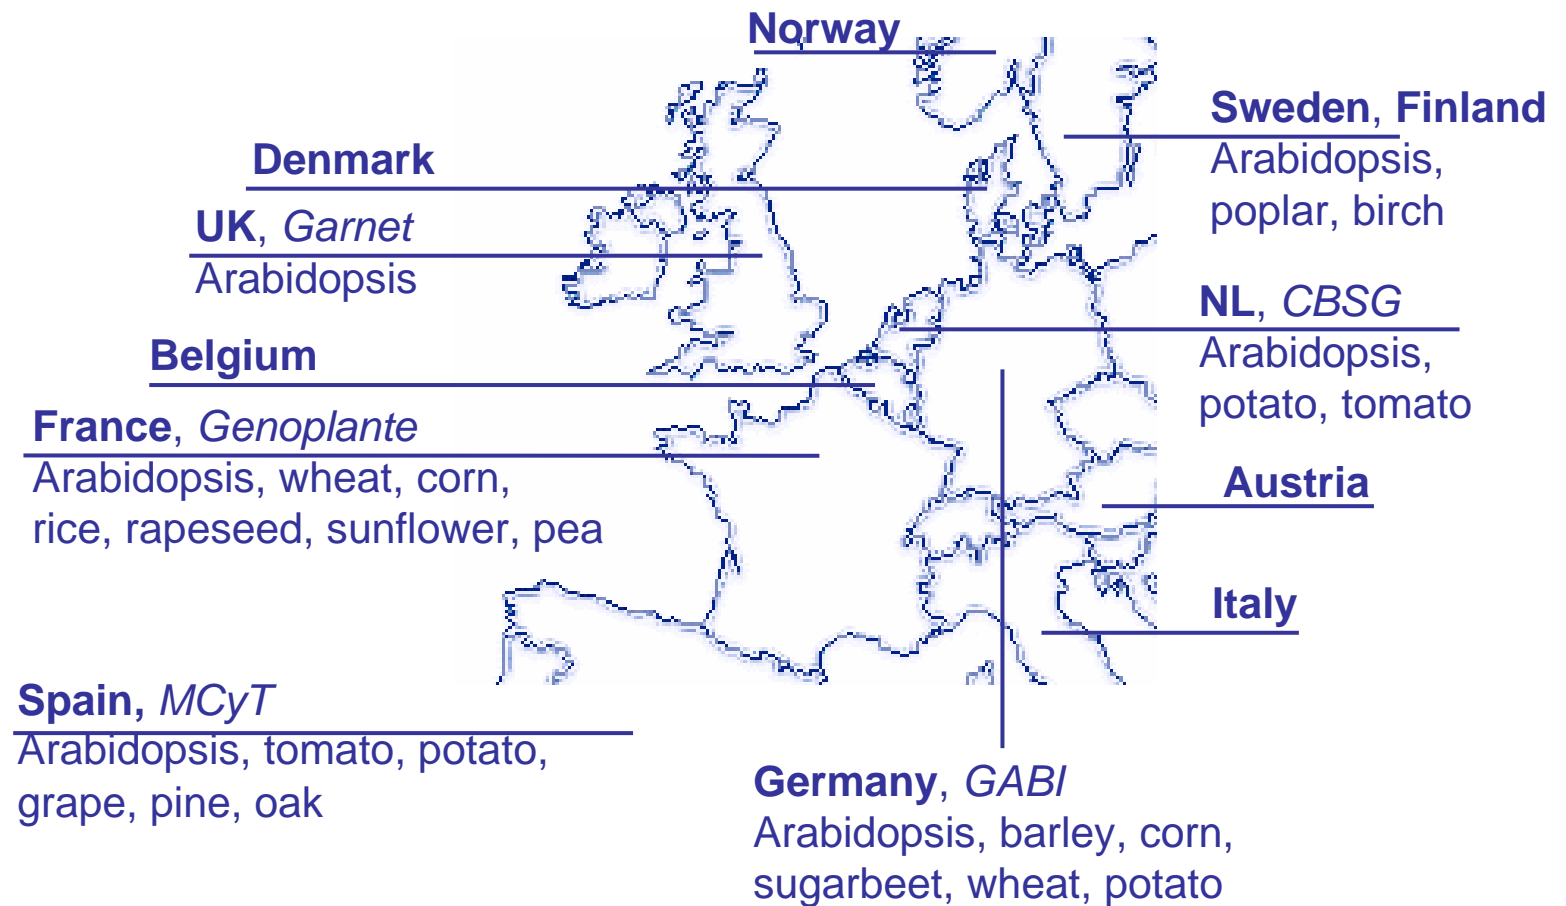 Norway
Sweden, Finland
Arabidopsis,
poplar, birch
Denmark
UK, Garnet
Arabidopsis
NL, CBSG
Arabidopsis,
potato, tomato
Belgium
France, Genoplante
Arabidopsis, wheat, corn,
rice, rapeseed, sunflower, pea
Austria
Italy
Spain, MCyT
Arabidopsis, tomato, potato,
grape, pine, oak
Germany, GABI
Arabidopsis, barley, corn,
sugarbeet, wheat, potato